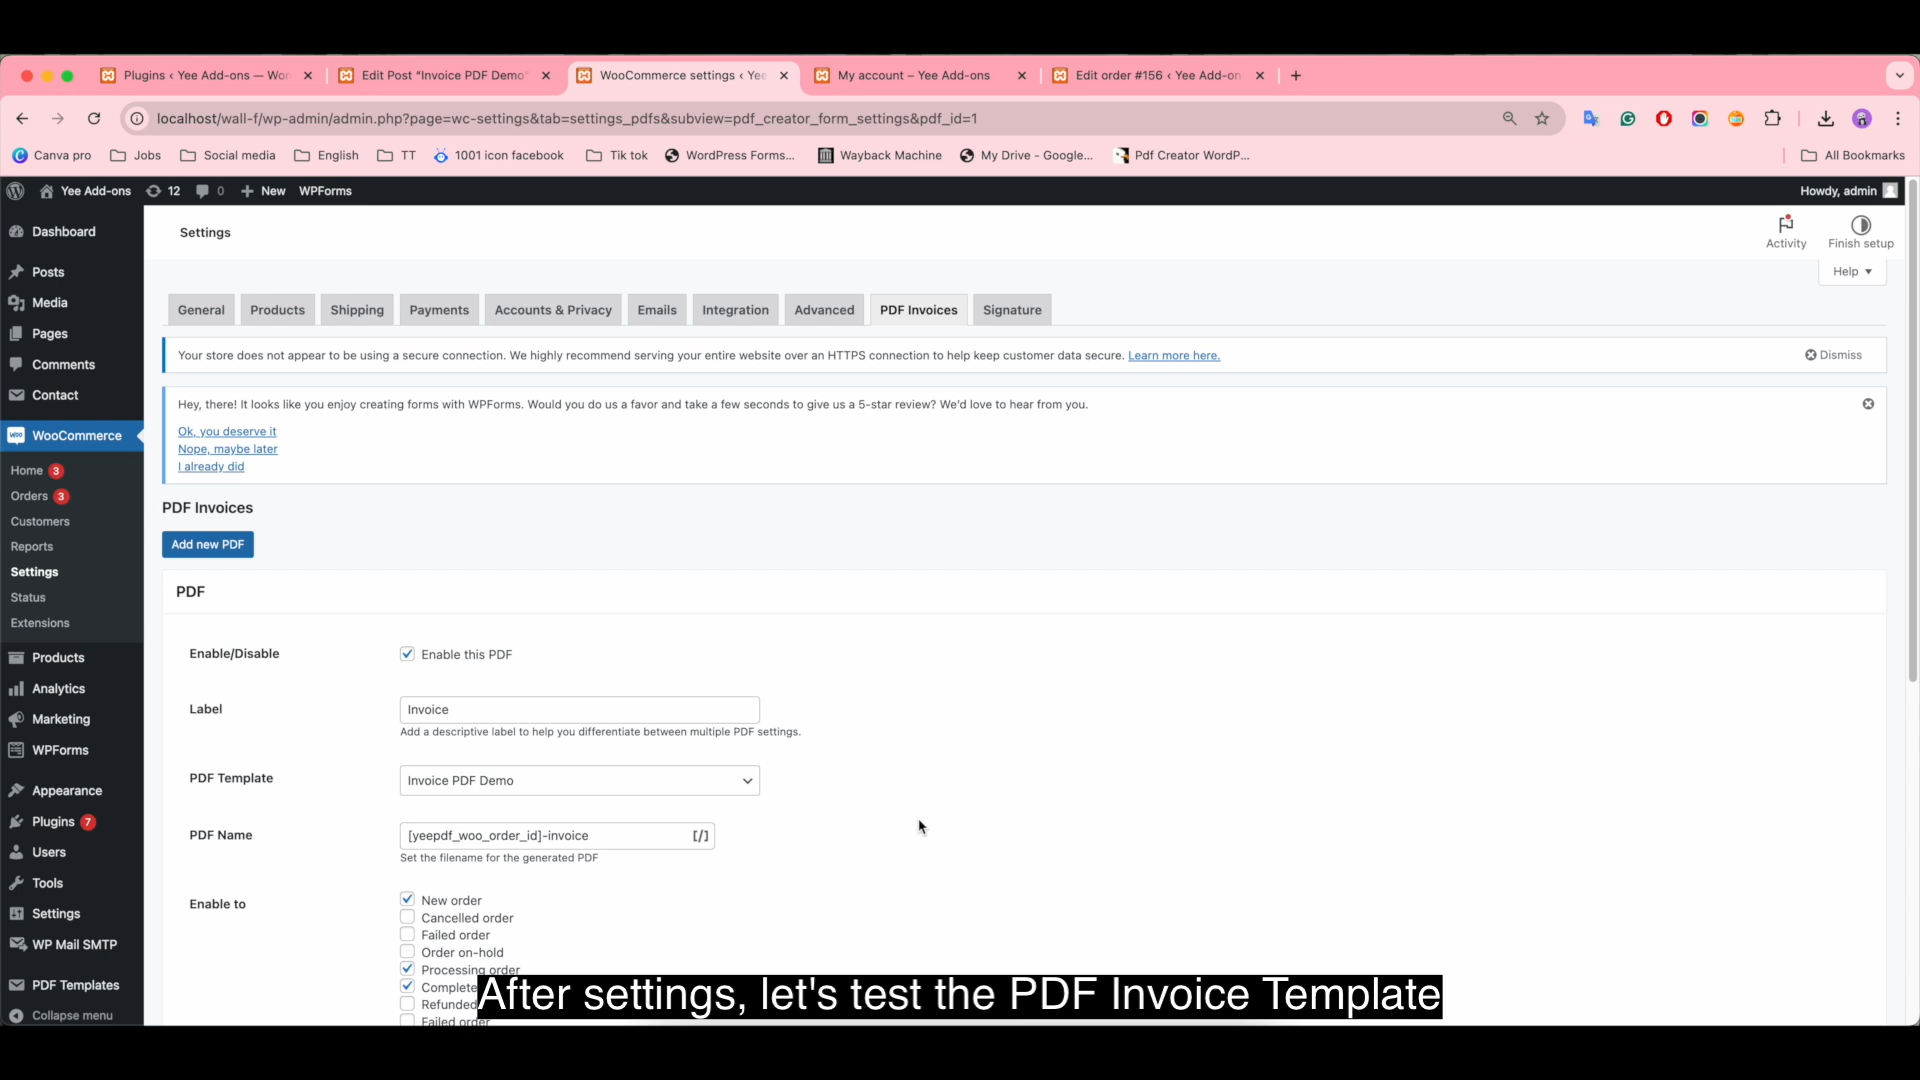 Plugins ‹ Yee Add-ons — Wor
Edit Post “Invoice PDF Demo”
WooCommerce settings ‹ Yee
My account – Yee Add-ons
Edit order #156 ‹ Yee Add-on
localhost/wall-f/wp-admin/admin.php?page=wc-settings&tab=settings_pdfs&subview=pdf_creator_form_settings&pdf_id=1
Canva pro
Jobs
Social media
English
TT
1001 icon facebook
Tik tok
WordPress Forms...
Wayback Machine
My Drive - Google...
Pdf Creator WordP...
All Bookmarks
Yee Add-ons
12
0
New
WPForms
Howdy, admin
Dashboard
Posts
Media
Pages
Comments
Contact
WooCommerce
Home 3
Orders 3
Customers
Reports
Settings
Status
Extensions
Products
Analytics
Marketing
WPForms
Appearance
Plugins 7
Users
Tools
Settings
WP Mail SMTP
PDF Templates
Collapse menu
Settings
Activity
Finish setup
Help
General
Products
Shipping
Payments
Accounts & Privacy
Emails
Integration
Advanced
PDF Invoices
Signature
Your store does not appear to be using a secure connection. We highly recommend serving your entire website over an HTTPS connection to help keep customer data secure. Learn more here.
Dismiss
Hey, there! It looks like you enjoy creating forms with WPForms. Would you do us a favor and take a few seconds to give us a 5-star review? We'd love to hear from you.
Ok, you deserve it
Nope, maybe later
I already did
PDF Invoices
Add new PDF
PDF
Enable/Disable
Enable this PDF
Label
Invoice
Add a descriptive label to help you differentiate between multiple PDF settings.
PDF Template
Invoice PDF Demo
PDF Name
[yeepdf_woo_order_id]-invoice
[/]
Set the filename for the generated PDF
Enable to
New order
Cancelled order
Failed order
Order on-hold
Processing order
Complete
Refunded
Failed order
After settings, let's test the PDF Invoice Template